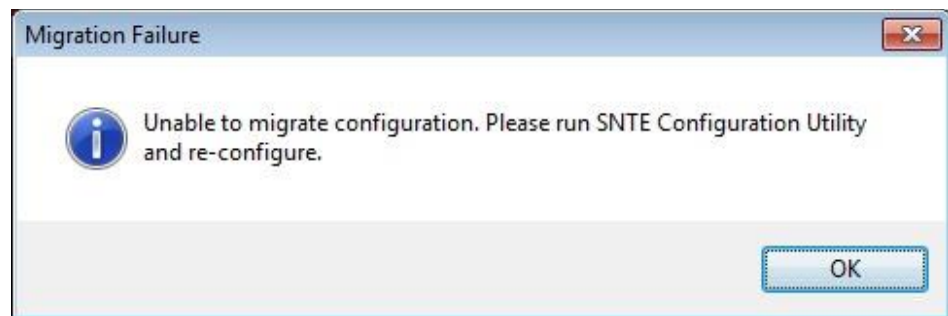 Migration Failure
Unable to migrate configuration. Please run SNTE Configuration Utility
and re-configure.
OK